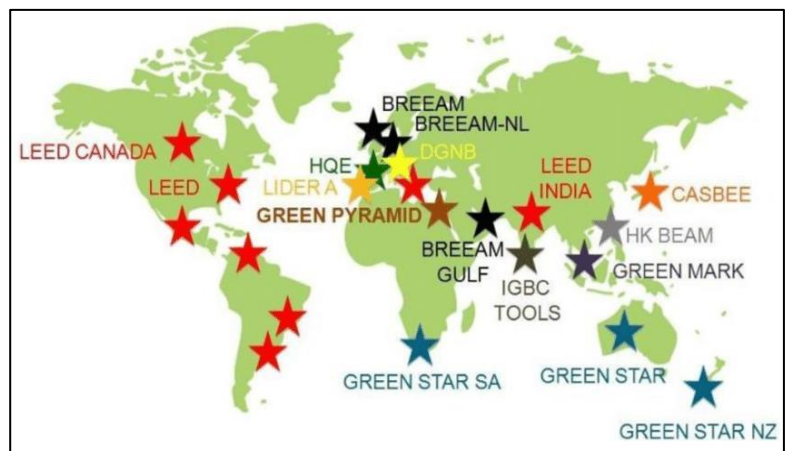 BREEAM
BREEAM-NL
LEED CANADA
DGNB
HQE
LEED
INDIA
LEED
LIDER A
CASBEE
GREEN PYRAMID
HK BEAM
BREEAM
GULF
GREEN MARK
IGBC
TOOLS
GREEN STAR SA
GREEN STAR
GREEN STAR NZ